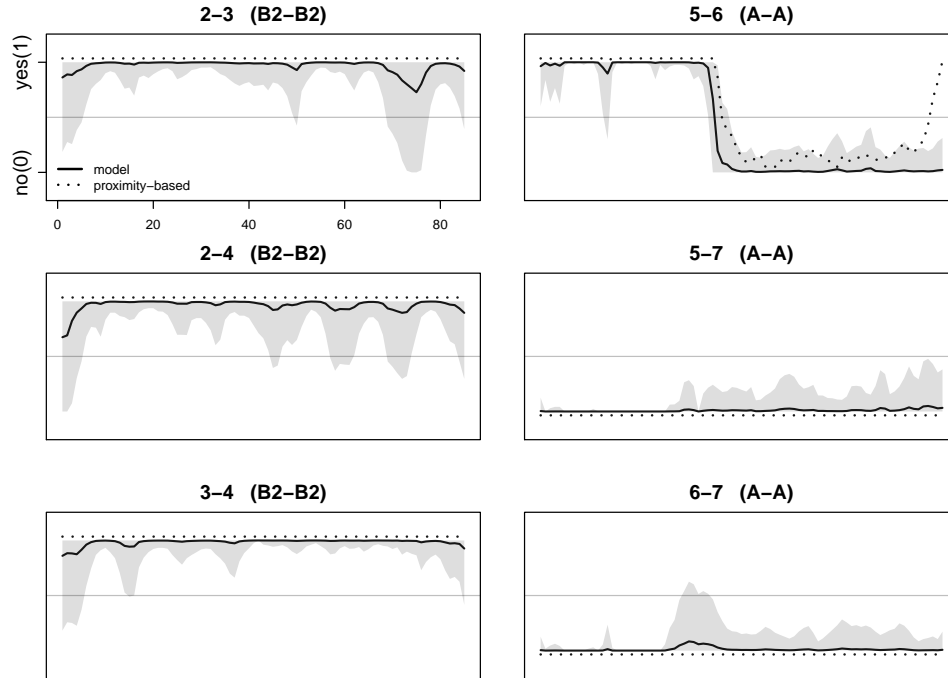 2−3 (B2−B2)
5−6 (A−A)
yes(1)
no(0)
model
proximity−based
0 20 40 60 80
2−4 (B2−B2)
5−7 (A−A)
3−4 (B2−B2)
6−7 (A−A)